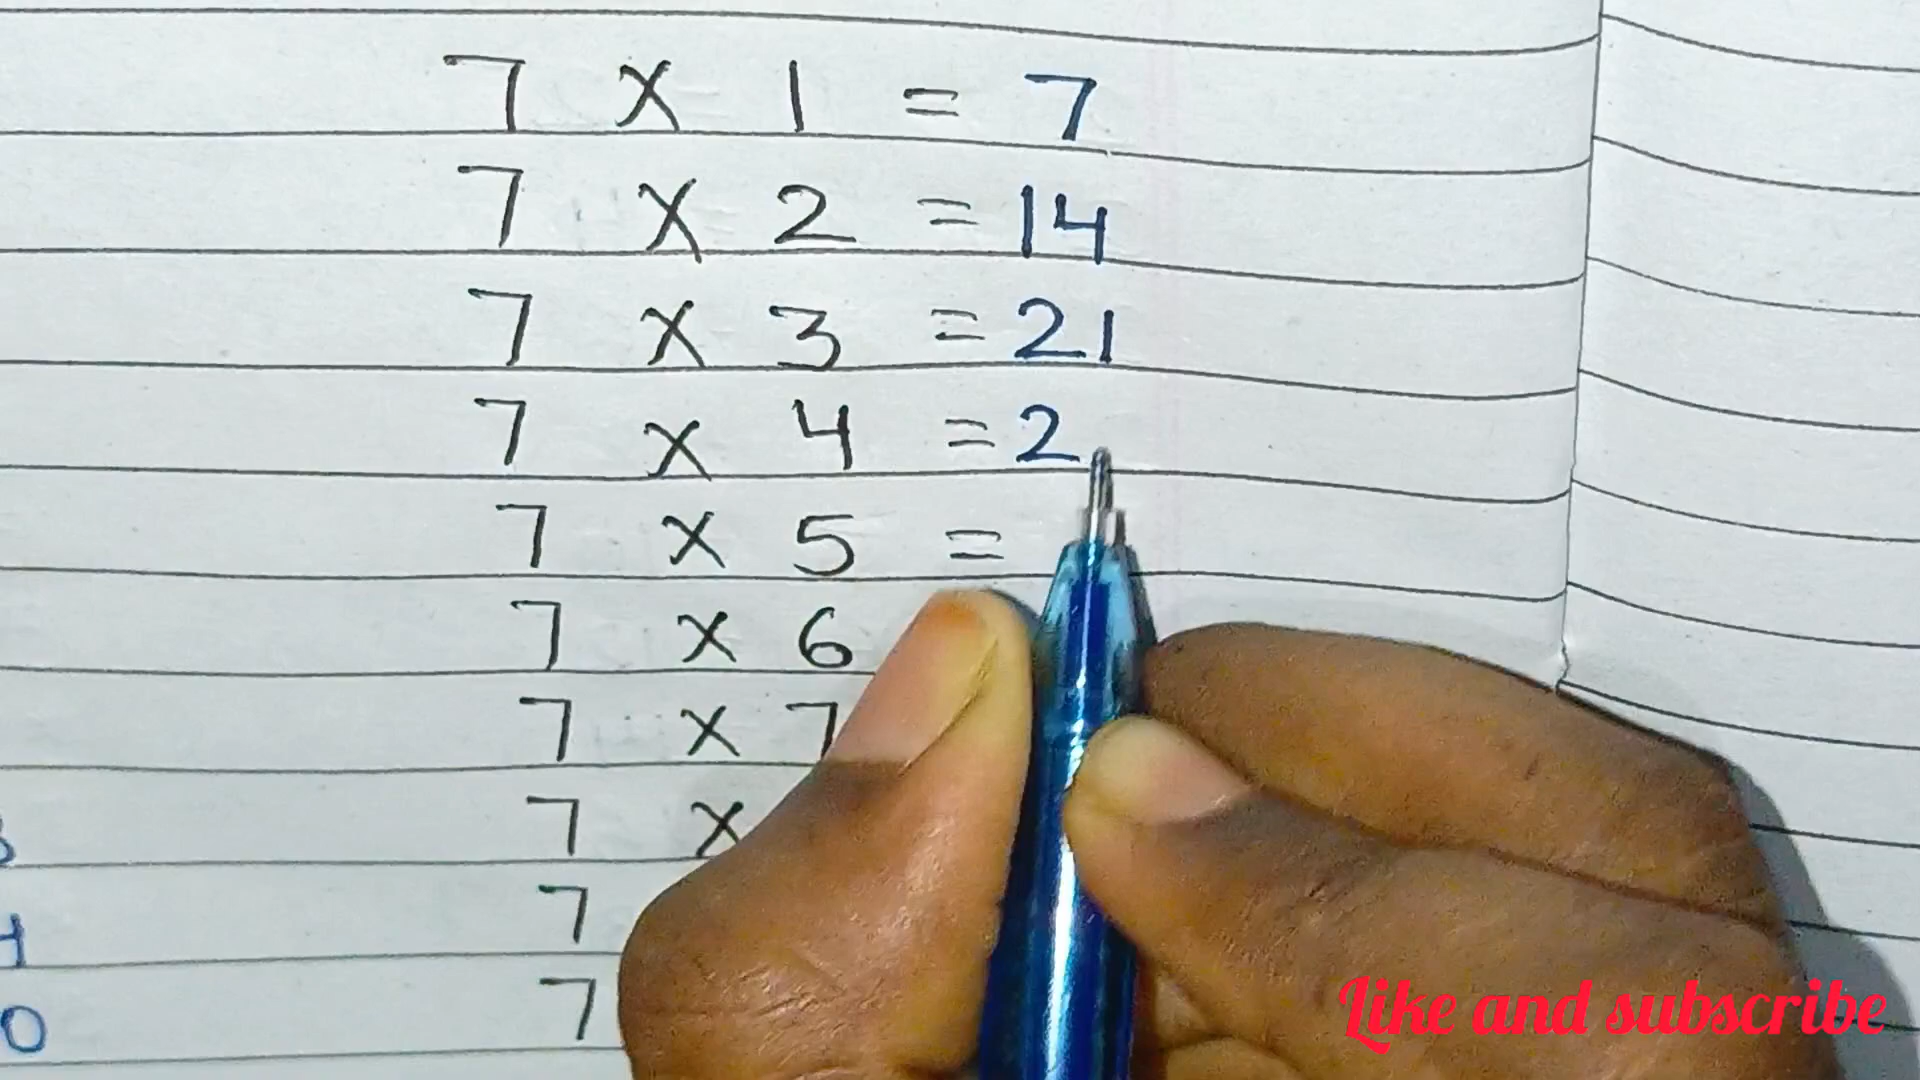 7 × 1 = 7
7 × 2 = 14
7 × 3 = 21
7 × 4 = 2
7 × 5 =
7 × 6
7 × 7
7 ×
7
7
0
Like and subscribe